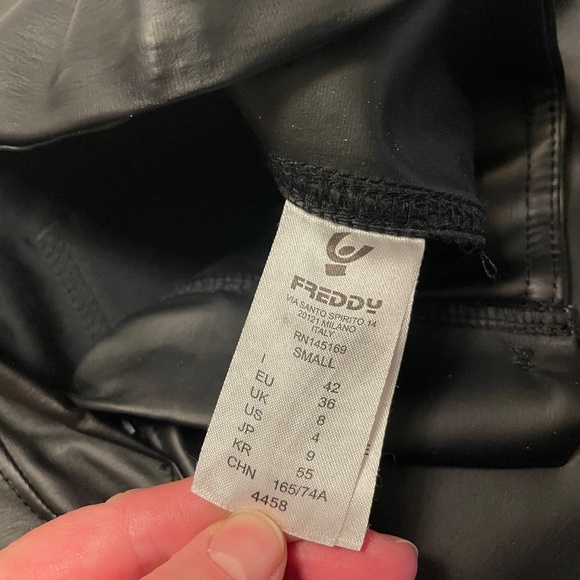 FREDDY
VIA SANTO SPIRITO 14
20121 MILANO
ITALY
RN145169
SMALL
I 42
EU 36
UK 8
US 4
JP 9
KR 55
CHN 165/74A
4458